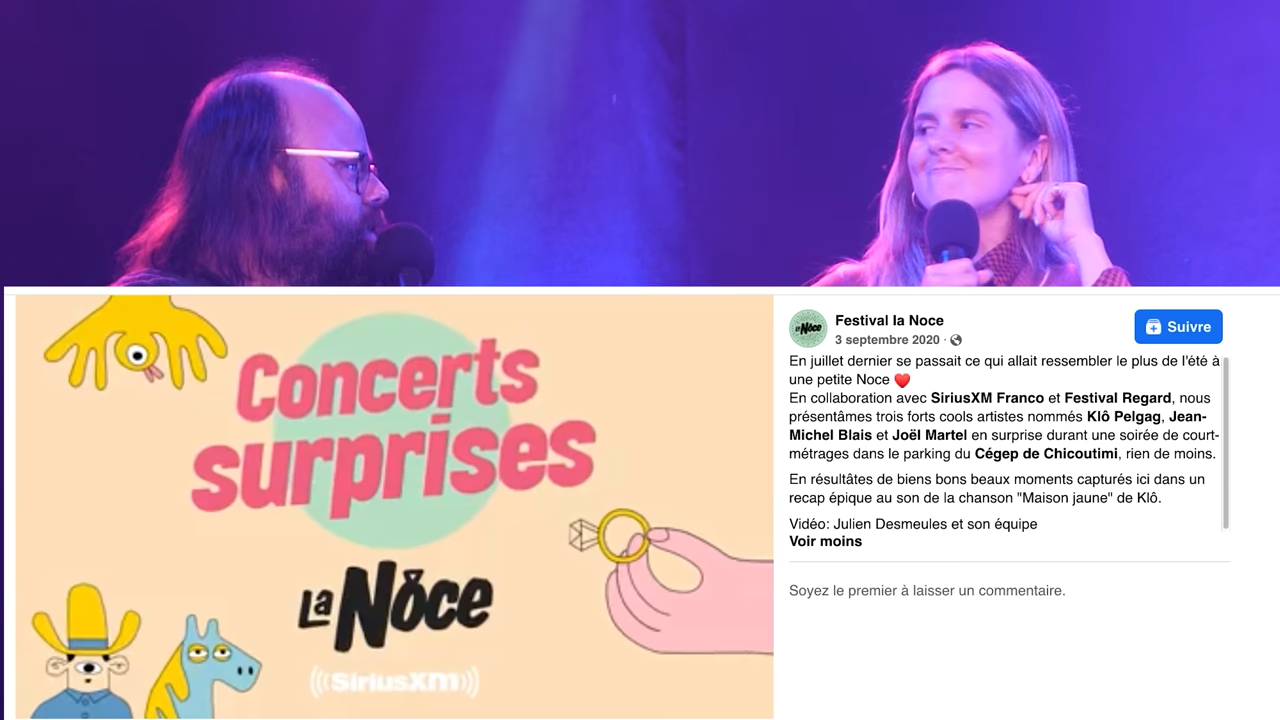 Concerts
surprises
La Nôce
SiriusXM
La Nôce
Festival la Noce
3 septembre 2020 ·
Suivre
En juillet dernier se passait ce qui allait ressembler le plus de l'été à
une petite Noce ❤️
En collaboration avec SiriusXM Franco et Festival Regard, nous
présentâmes trois forts cools artistes nommés Klô Pelgag, Jean-
Michel Blais et Joël Martel en surprise durant une soirée de court-
métrages dans le parking du Cégep de Chicoutimi, rien de moins.
En résultâtes de biens bons beaux moments capturés ici dans un
recap épique au son de la chanson "Maison jaune" de Klô.
Vidéo: Julien Desmeules et son équipe
Voir moins
Soyez le premier à laisser un commentaire.